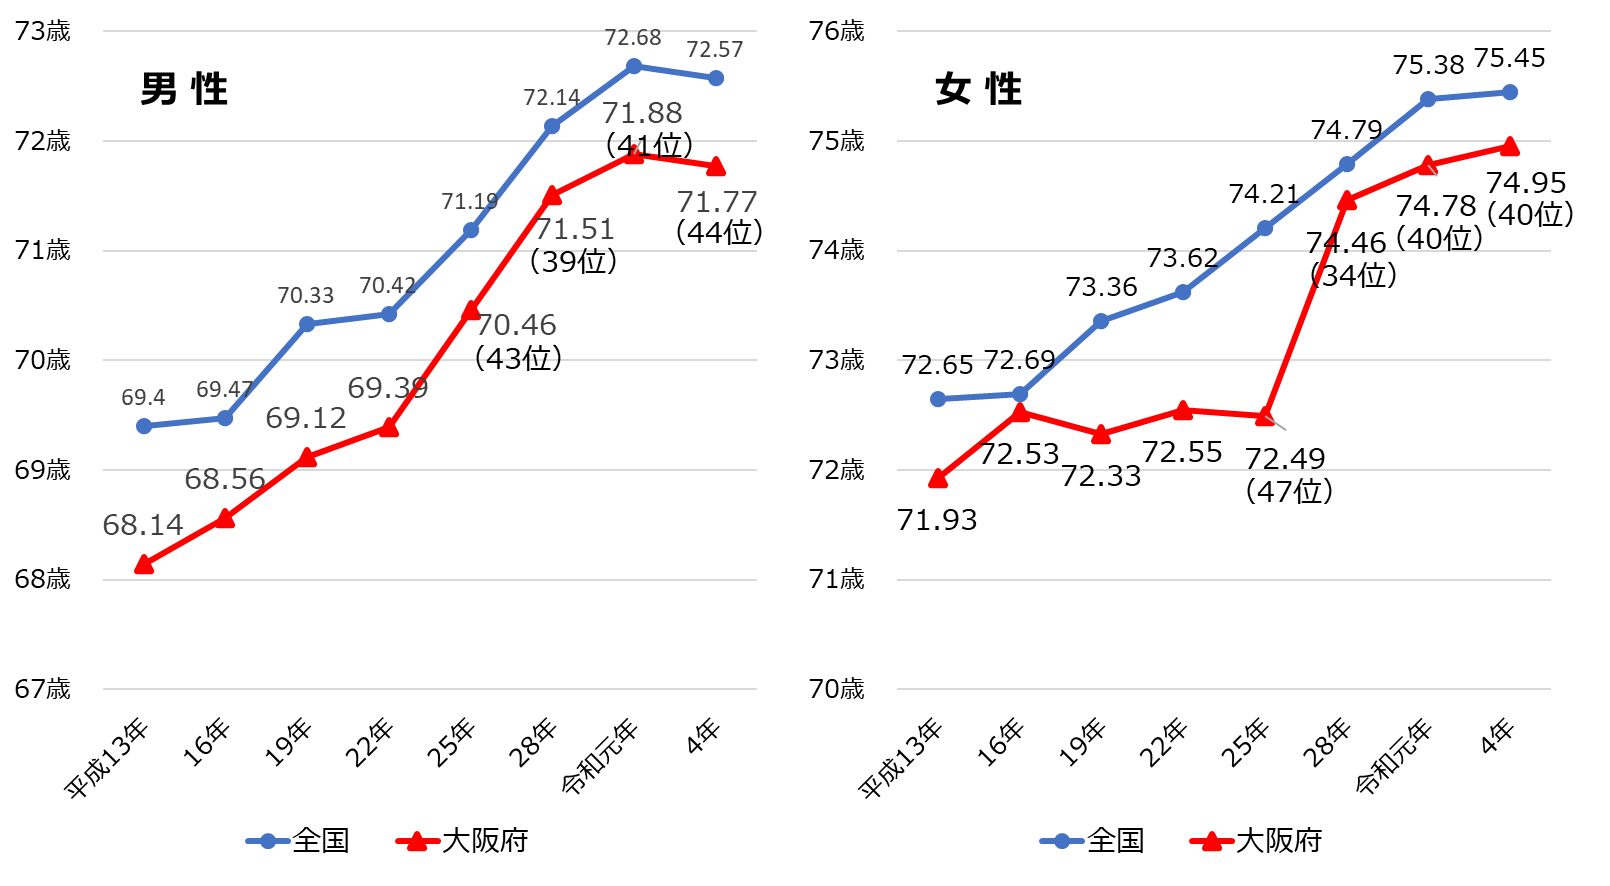 男 性
73歳
72歳
71歳
70歳
69歳
68歳
67歳
69.4
69.47
70.33
70.42
71.19
72.14
72.68
72.57
68.14
68.56
69.12
69.39
70.46
（43位）
71.51
（39位）
71.88
（41位）
71.77
（44位）
平成13年
16年
19年
22年
25年
28年
令和元年
4年
全国
大阪府
女 性
76歳
75歳
74歳
73歳
72歳
71歳
70歳
72.65
72.69
73.36
73.62
74.21
74.79
75.38
75.45
71.93
72.53
72.33
72.55
72.49
（47位）
74.46
（34位）
74.78
（40位）
74.95
（40位）
平成13年
16年
19年
22年
25年
28年
令和元年
4年
全国
大阪府